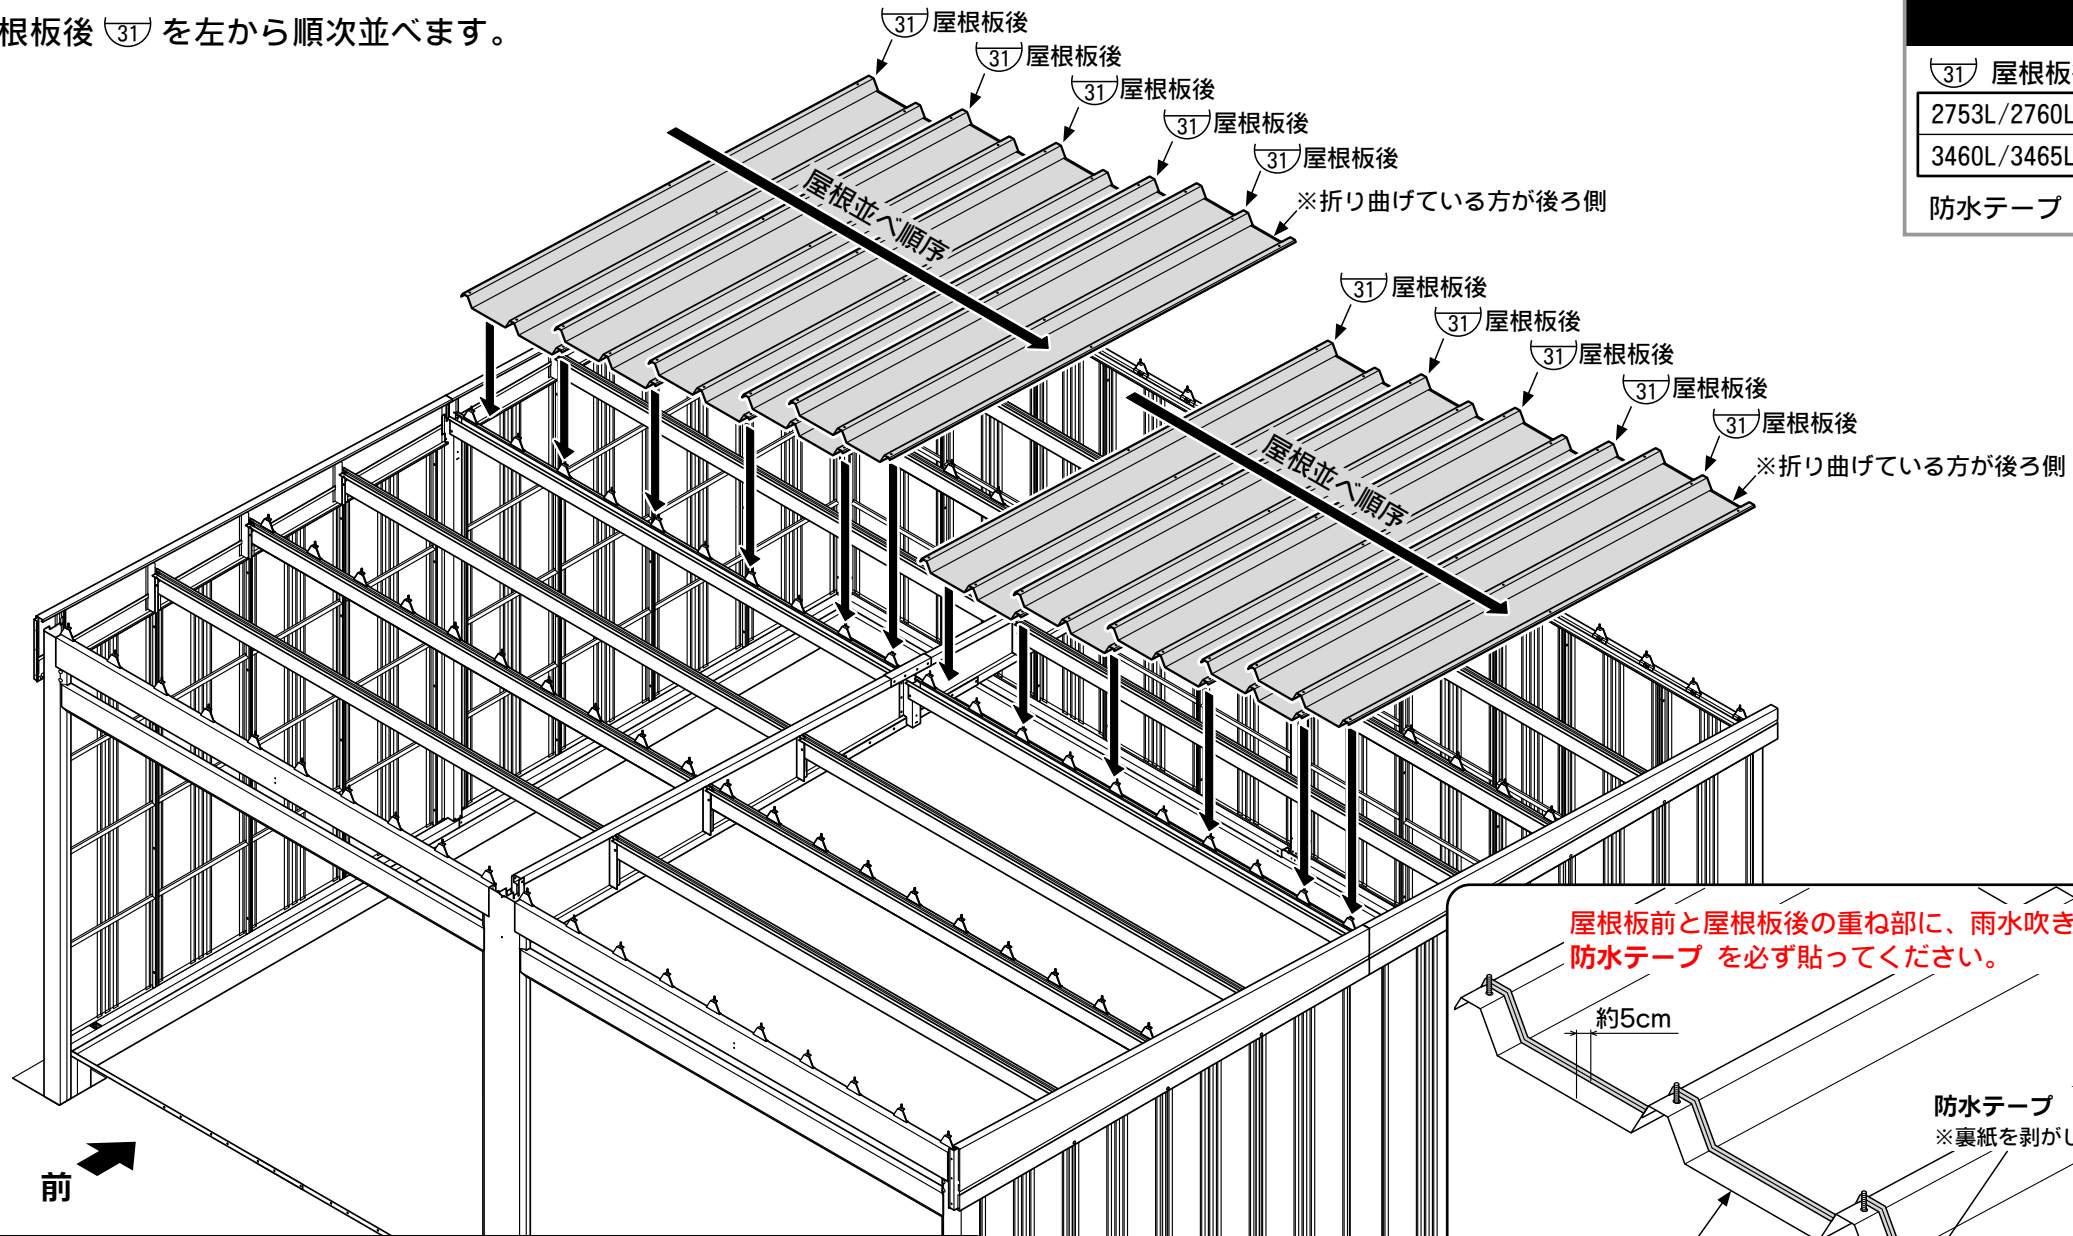 根板後 31 を左から順次並べます。
31 屋根板後
31 屋根板後
31 屋根板後
31 屋根板後
31 屋根板後
※折り曲げている方が後ろ側
屋根並べ順序
31 屋根板
2753L/2760L
3460L/3465L
防水テープ
31 屋根板後
31 屋根板後
31 屋根板後
31 屋根板後
31 屋根板後
※折り曲げている方が後ろ側
屋根並べ順序
屋根板前と屋根板後の重ね部に、雨水吹き
防水テープ を必ず貼ってください。
約5cm
防水テープ
※裏紙を剥がし
前